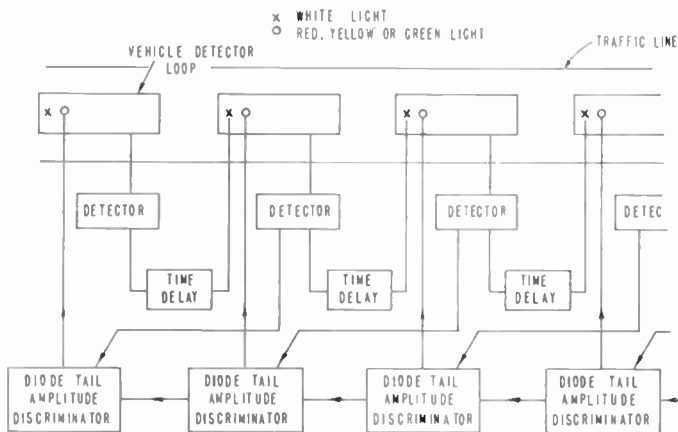 x WHITE LIGHT
o RED, YELLOW OR GREEN LIGHT
VEHICLE DETECTOR
LOOP
TRAFFIC LINE
x o
x o
x o
x o
DETECTOR
DETECTOR
DETECTOR
DETEC
TIME
DELAY
TIME
DELAY
TIME
DELAY
DIODE TAIL
AMPLITUDE
DISCRIMINATOR
DIODE TAIL
AMPLITUDE
DISCRIMINATOR
DIODE TAIL
AMPLITUDE
DISCRIMINATOR
DIODE TAIL
AMPLITUDE
DISCRIMINATOR